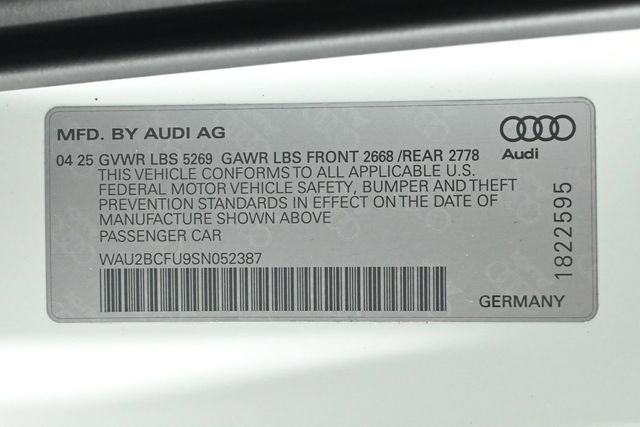 MFD. BY AUDI AG
04 25 GVWR LBS 5269 GAWR LBS FRONT 2668 /REAR 2778
THIS VEHICLE CONFORMS TO ALL APPLICABLE U.S.
FEDERAL MOTOR VEHICLE SAFETY, BUMPER AND THEFT
PREVENTION STANDARDS IN EFFECT ON THE DATE OF
MANUFACTURE SHOWN ABOVE
PASSENGER CAR
WAU2BCFU9SN052387
Audi
1822595
GERMANY